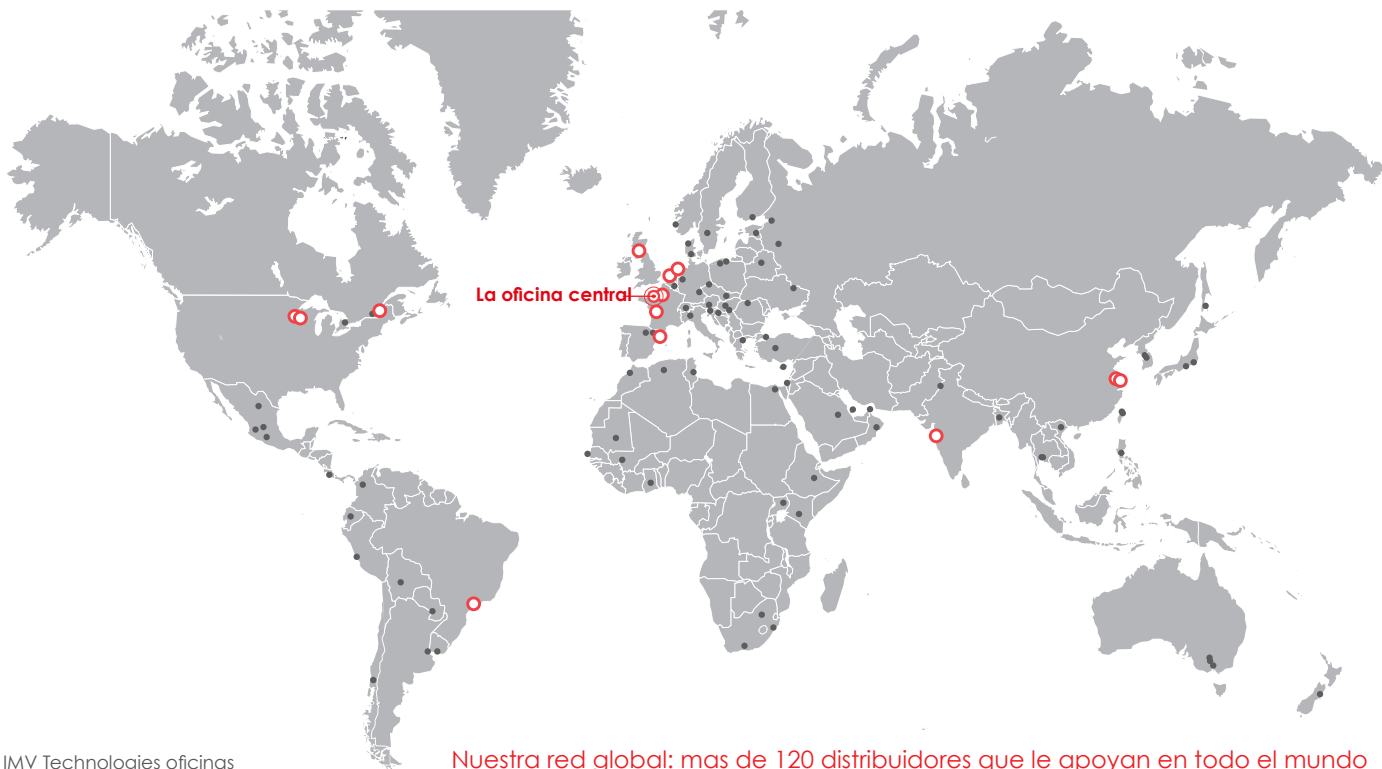 La oficina central
IMV Technologies oficinas
Nuestra red global: mas de 120 distribuidores que le apoyan en todo el mundo